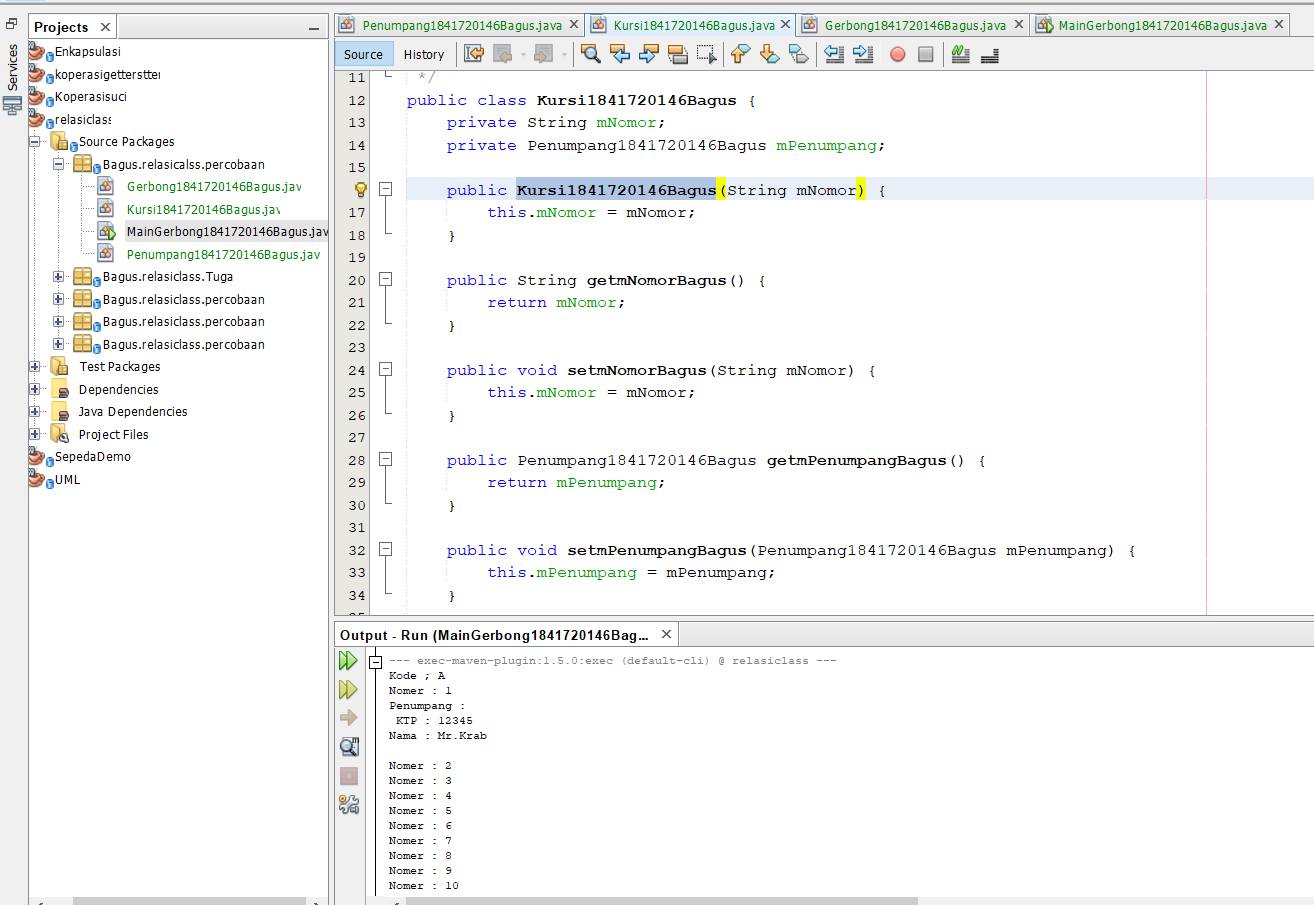 Services
Projects
Enkapsulasi
koperasigetterstter
Koperasisuci
relasiclass
Source Packages
Bagus.relasicalss.percobaan
Gerbong1841720146Bagus.jav
Kursi1841720146Bagus.jav
MainGerbong1841720146Bagus.jav
Penumpang1841720146Bagus.jav
Bagus.relasiclass.Tuga
Bagus.relasiclass.percobaan
Bagus.relasiclass.percobaan
Bagus.relasiclass.percobaan
Test Packages
Dependencies
Java Dependencies
Project Files
SepedaDemo
UML
Penumpang1841720146Bagus.java
Kursi1841720146Bagus.java
Gerbong1841720146Bagus.java
MainGerbong1841720146Bagus.java
Source History
11 */
12 public class Kursi1841720146Bagus {
13 private String mNomor;
14 private Penumpang1841720146Bagus mPenumpang;
15
public Kursi1841720146Bagus(String mNomor) {
17 this.mNomor = mNomor;
18 }
19
20 public String getmNomorBagus() {
21 return mNomor;
22 }
23
24 public void setmNomorBagus(String mNomor) {
25 this.mNomor = mNomor;
26 }
27
28 public Penumpang1841720146Bagus getmPenumpangBagus() {
29 return mPenumpang;
30 }
31
32 public void setmPenumpangBagus(Penumpang1841720146Bagus mPenumpang) {
33 this.mPenumpang = mPenumpang;
34 }
Output - Run (MainGerbong1841720146Bag...
--- exec-maven-plugin:1.5.0:exec (default-cli) @ relasiclass ---
Kode ; A
Nomer : 1
Penumpang :
KTP : 12345
Nama : Mr.Krab
Nomer : 2
Nomer : 3
Nomer : 4
Nomer : 5
Nomer : 6
Nomer : 7
Nomer : 8
Nomer : 9
Nomer : 10